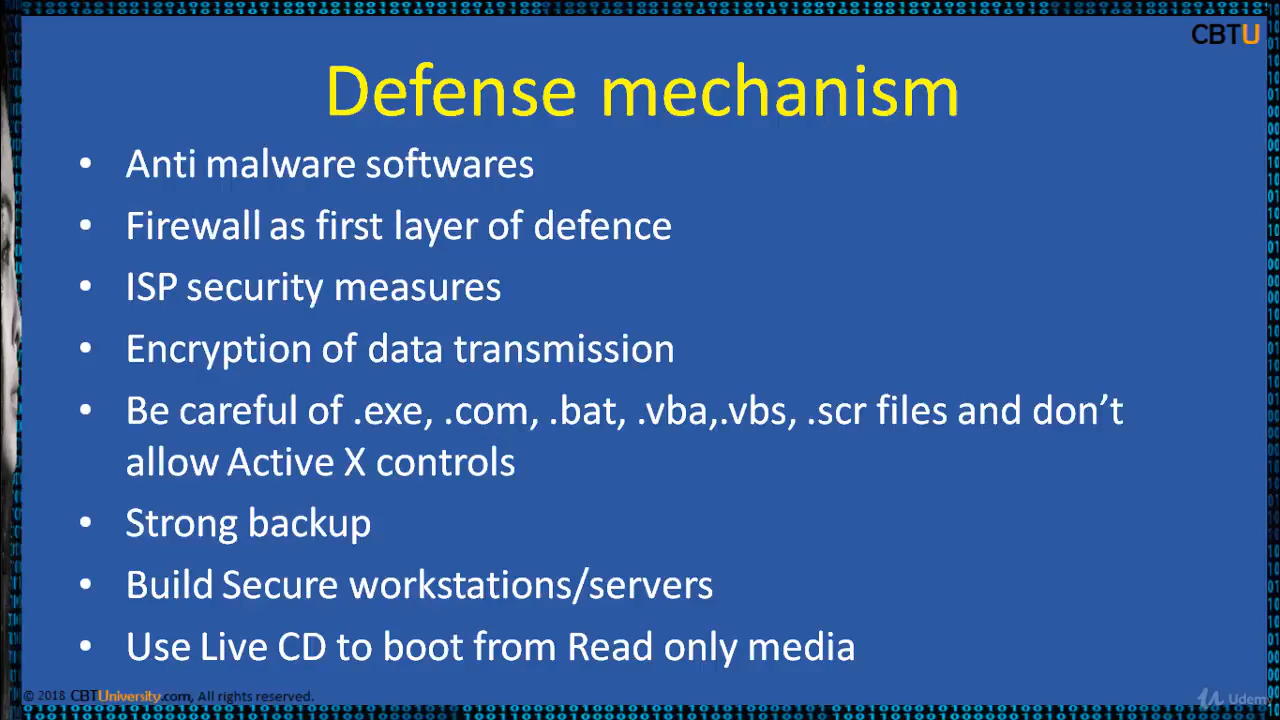 CBTU
Defense mechanism
• Anti malware softwares
• Firewall as first layer of defence
• ISP security measures
• Encryption of data transmission
• Be careful of .exe, .com, .bat, .vba,.vbs, .scr files and don’t
allow Active X controls
• Strong backup
• Build Secure workstations/servers
• Use Live CD to boot from Read only media
© 2018 CBTUniversity.com, All rights reserved.
Udemy